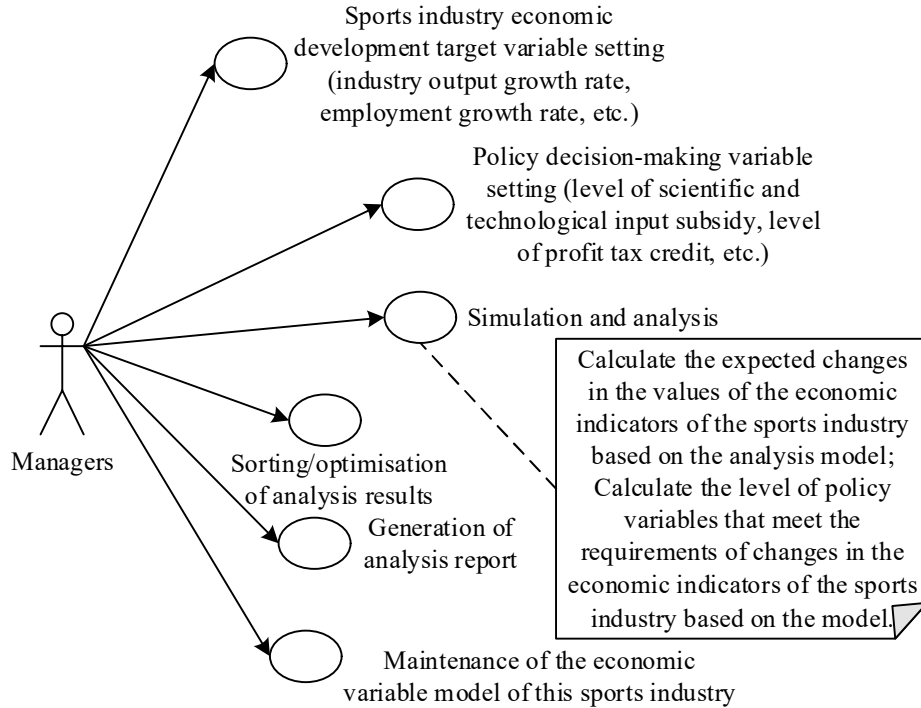 Sports industry economic
development target variable setting
(industry output growth rate,
employment growth rate, etc.)
Policy decision-making variable
setting (level of scientific and
technological input subsidy, level
of profit tax credit, etc.)
Simulation and analysis
Calculate the expected changes
in the values of the economic
indicators of the sports industry
based on the analysis model;
Calculate the level of policy
variables that meet the
requirements of changes in the
economic indicators of the sports
industry based on the model.
Managers
Sorting/optimisation
of analysis results
Generation of
analysis report
Maintenance of the economic
variable model of this sports industry